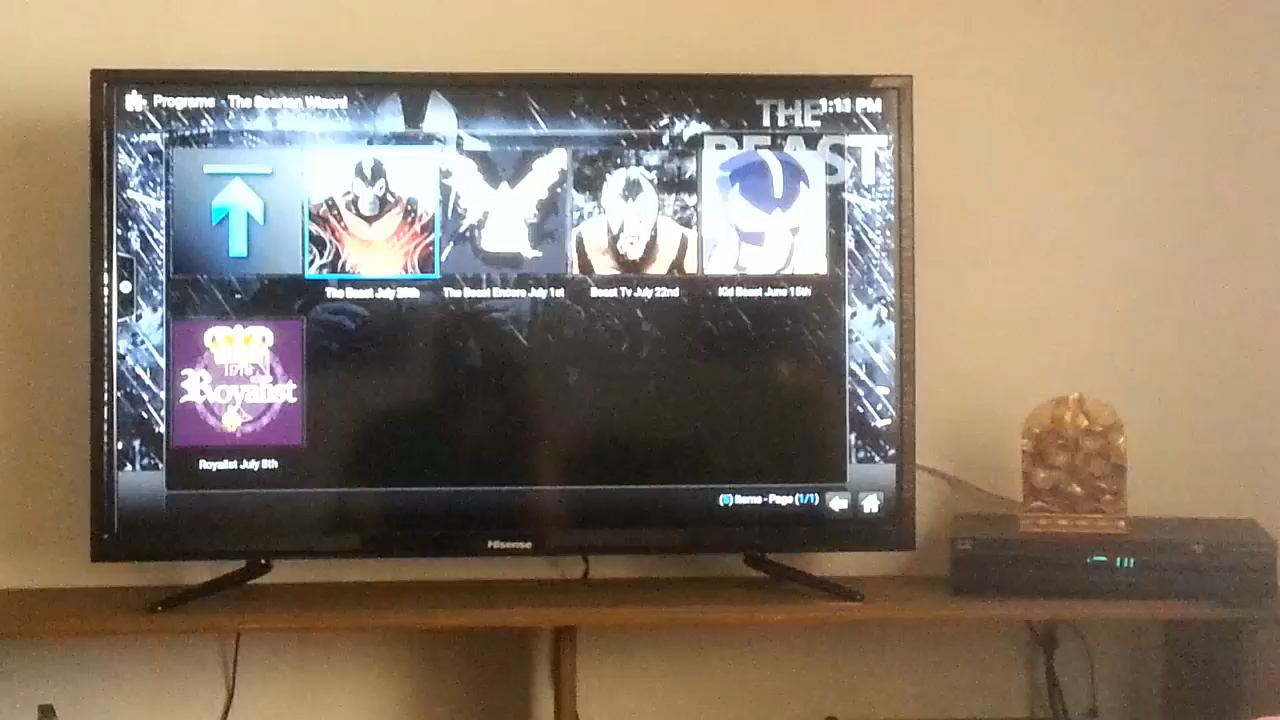 Programs - The Spartan Wizard
THE
1:11 PM
BEAST
The Beast July
The Beast Encore July 1st
Beast Tv July 22nd
Kid Beast June 15th
1978
Royalist
Royalist July 8th
Items - Page (1/1)
Hisense